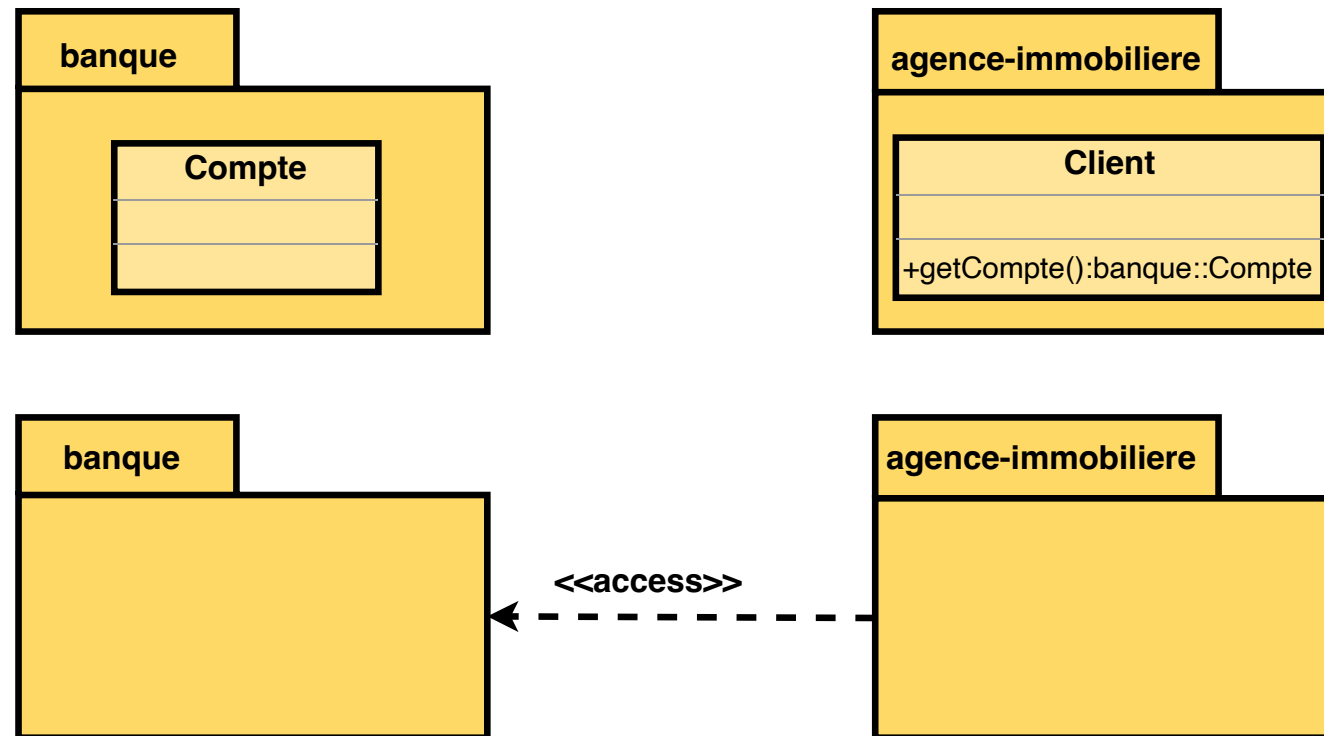 banque
agence-immobiliere
Compte
Client
+getCompte():banque::Compte
banque
agence-immobiliere
<<access>>